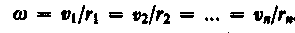 ω = v₁/r₁ = v₂/r₂ = ... = vₙ/rₙ.